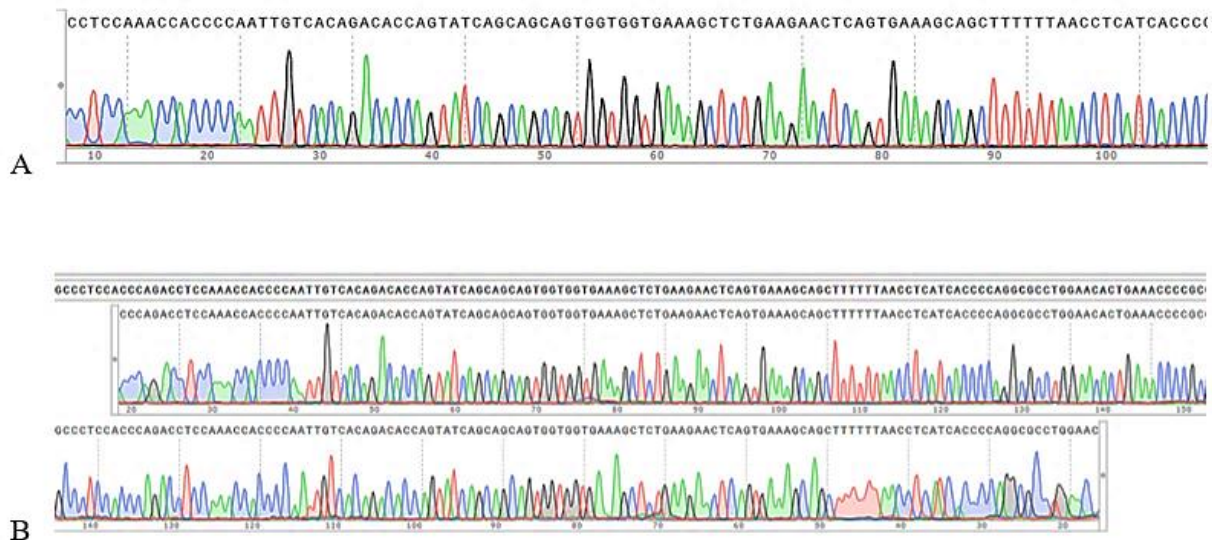 CCTCCAAACCACCCCAATTGTCACAGACACCAGTATCAGCAGCAGTGGTGGTGAAAGCTCTGAAGAACTCAGTGAAAGCAGCTTTTTTAACCTCATCACCCC
10 20 30 40 50 60 70 80 90 100
A
GCCCTCCACCCAGACCTCCAAACCACCCCAATTGTCACAGACACCAGTATCAGCAGCAGTGGTGGTGAAAGCTCTGAAGAACTCAGTGAAAGCAGCTTTTTTAACCTCATCACCCCAGGCGCCTGGAACACTGAAACCCCGC
CCCAGACCTCCAAACCACCCCAATTGTCACAGACACCAGTATCAGCAGCAGTGGTGGTGAAAGCTCTGAAGAACTCAGTGAAAGCAGCTTTTTTAACCTCATCACCCCAGGCGCCTGGAACACTGAAACCCCGC
20 30 40 50 60 70 80 90 100 110 120 130 140 150
GCCCTCCACCCAGACCTCCAAACCACCCCAATTGTCACAGACACCAGTATCAGCAGCAGTGGTGGTGAAAGCTCTGAAGAACTCAGTGAAAGCAGCTTTTTTAACCTCATCACCCCAGGCGCCTGGAAC
140 130 120 110 100 90 80 70 60 50 40 30 20
B